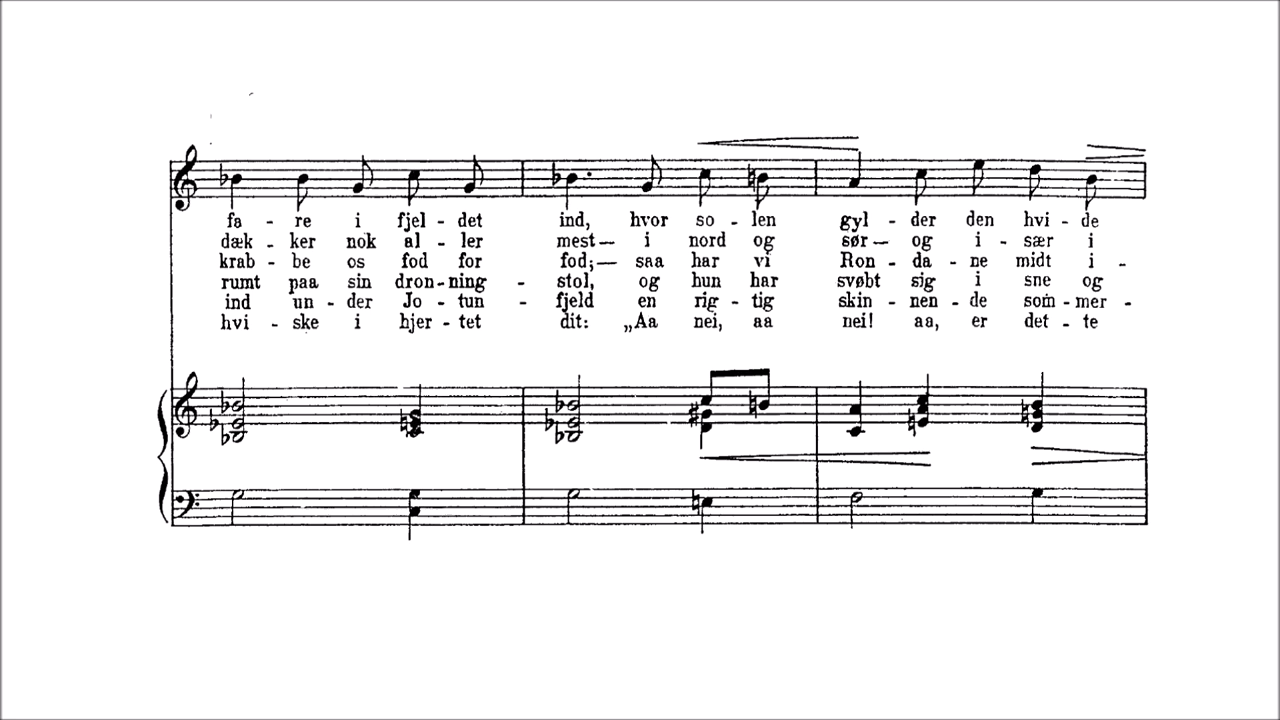 fa - re i fjel - det ind, hvor so - len gyl - der den hvi - de
dæk - ker nok al - ler mest — i nord og sør — og i - sær i
krab - be os fod for fod; — saa har vi Ron - da - ne midt i -
rumt paa sin dron - ning - stol, og hun har svøbt sig i sne og
ind un - der Jo - tun - fjeld en rig - tig skin - nen - de som - mer -
hvi - ske i hjer - tet dit: „Aa nei, aa nei! aa, er det - te